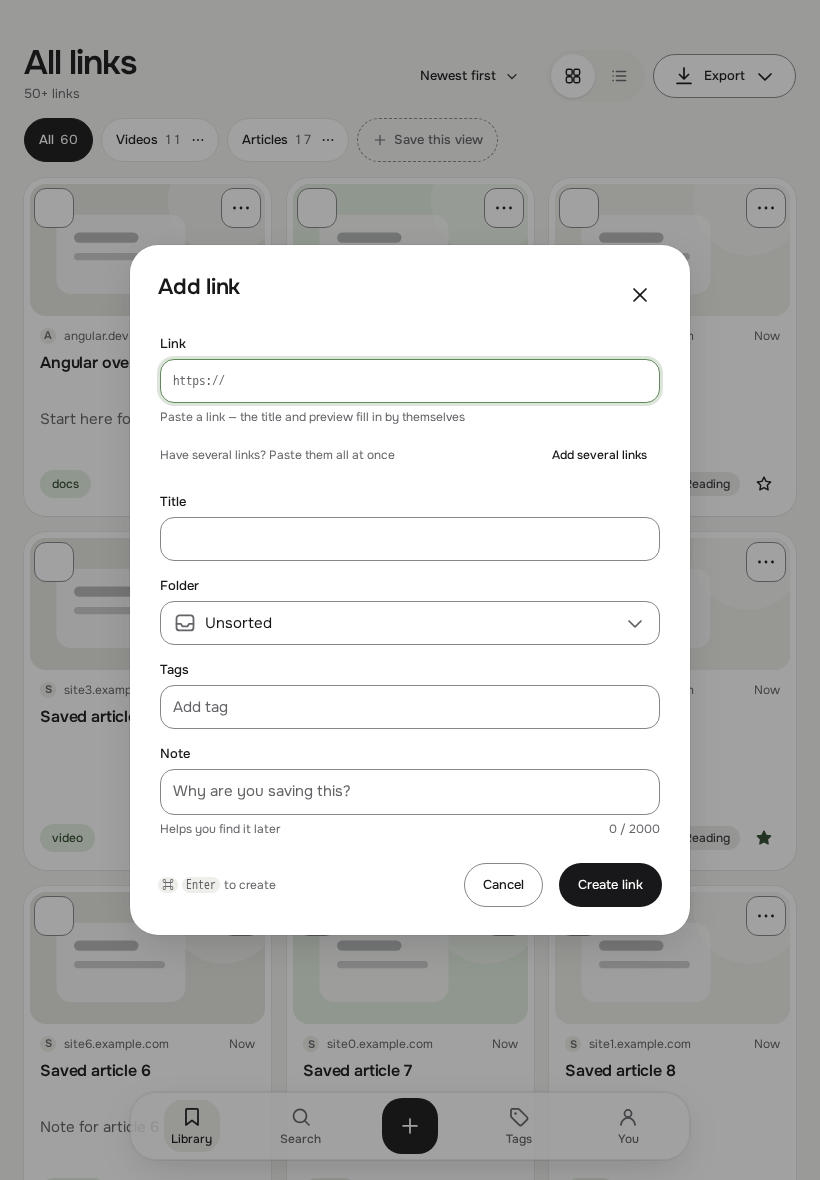 All links
50+ links
Newest first
Export
All 60
Videos 11
Articles 17
Save this view
A angular.dev
Now
Angular ove
Start here fo
docs
Reading
Add link
Link
https://
Paste a link — the title and preview fill in by themselves
Have several links? Paste them all at once
Add several links
Title
Folder
Unsorted
Tags
Add tag
Note
Why are you saving this?
Helps you find it later
0 / 2000
⌘ Enter to create
Cancel
Create link
S site3.examp
Now
Saved article
video
Reading
S site6.example.com
Now
S site0.example.com
Now
S site1.example.com
Now
Saved article 6
Saved article 7
Saved article 8
Note for article 6
Library
Search
Tags
You